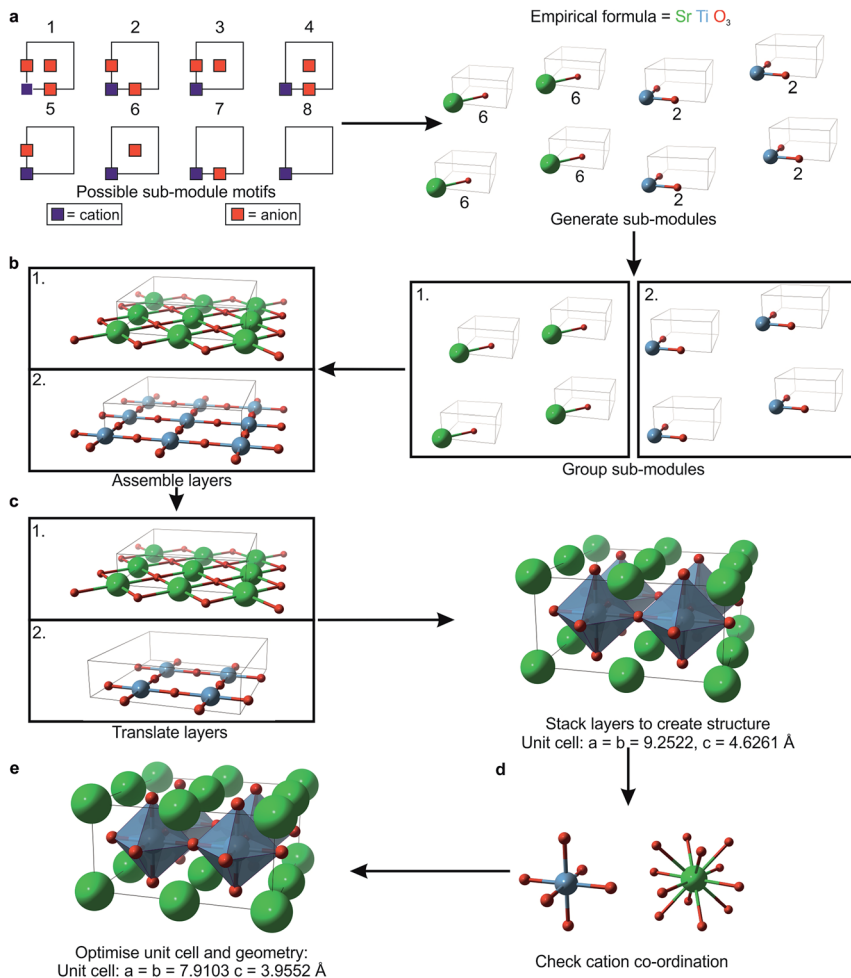 a
1 2 3 4
5 6 7 8
Possible sub-module motifs
= cation = anion
Empirical formula = Sr Ti O3
6 6 2 2
6 6 2 2
Generate sub-modules
b
1.
2.
Assemble layers
1. 2.
Group sub-modules
c
1.
2.
Translate layers
Stack layers to create structure
Unit cell: a = b = 9.2522, c = 4.6261 Å
d
Check cation co-ordination
e
Optimise unit cell and geometry:
Unit cell: a = b = 7.9103 c = 3.9552 Å